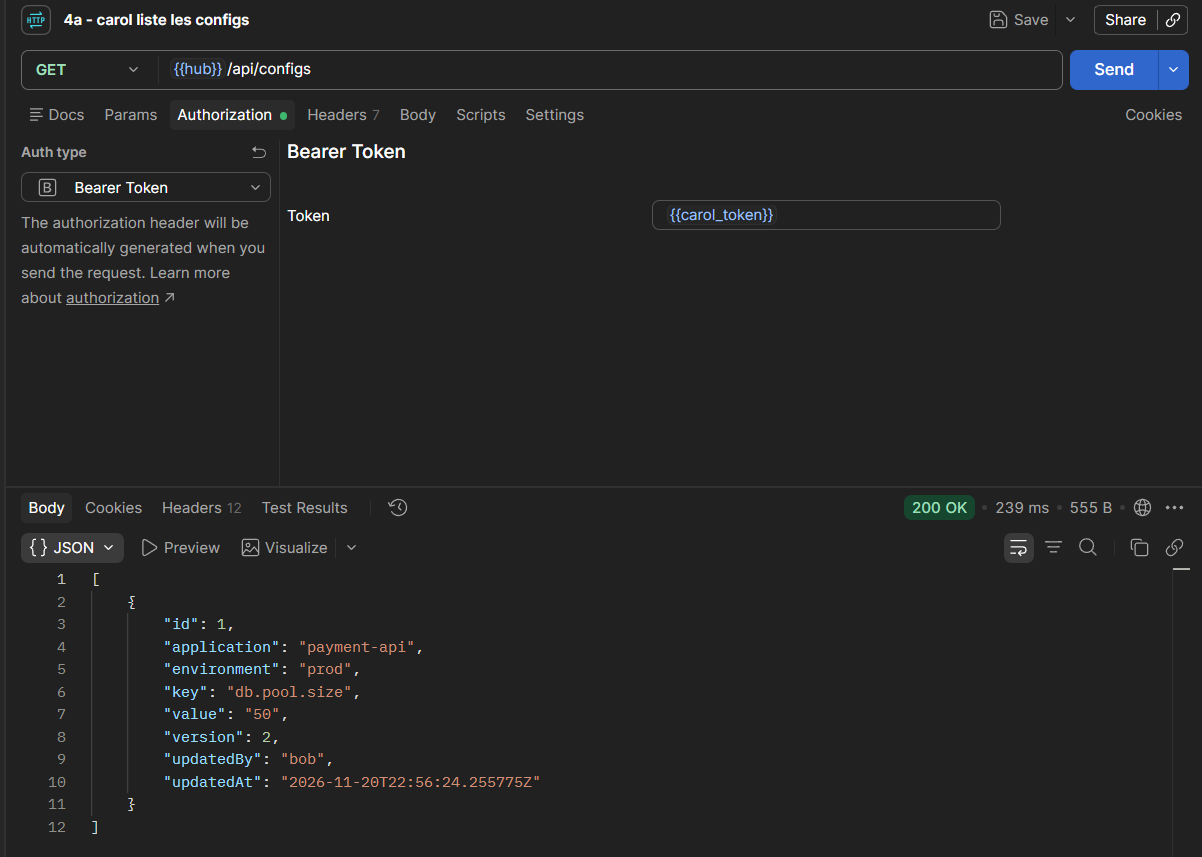 HTTP 4a - carol liste les configs Save Share
GET {{hub}} /api/configs Send
Docs Params Authorization Headers 7 Body Scripts Settings Cookies
Auth type
B Bearer Token
The authorization header will be
automatically generated when you
send the request. Learn more
about authorization ↗
Bearer Token
Token {{carol_token}}
Body Cookies Headers 12 Test Results 200 OK • 239 ms • 555 B •
{} JSON Preview Visualize
1 [
2 {
3 "id": 1,
4 "application": "payment-api",
5 "environment": "prod",
6 "key": "db.pool.size",
7 "value": "50",
8 "version": 2,
9 "updatedBy": "bob",
10 "updatedAt": "2026-11-20T22:56:24.255775Z"
11 }
12 ]